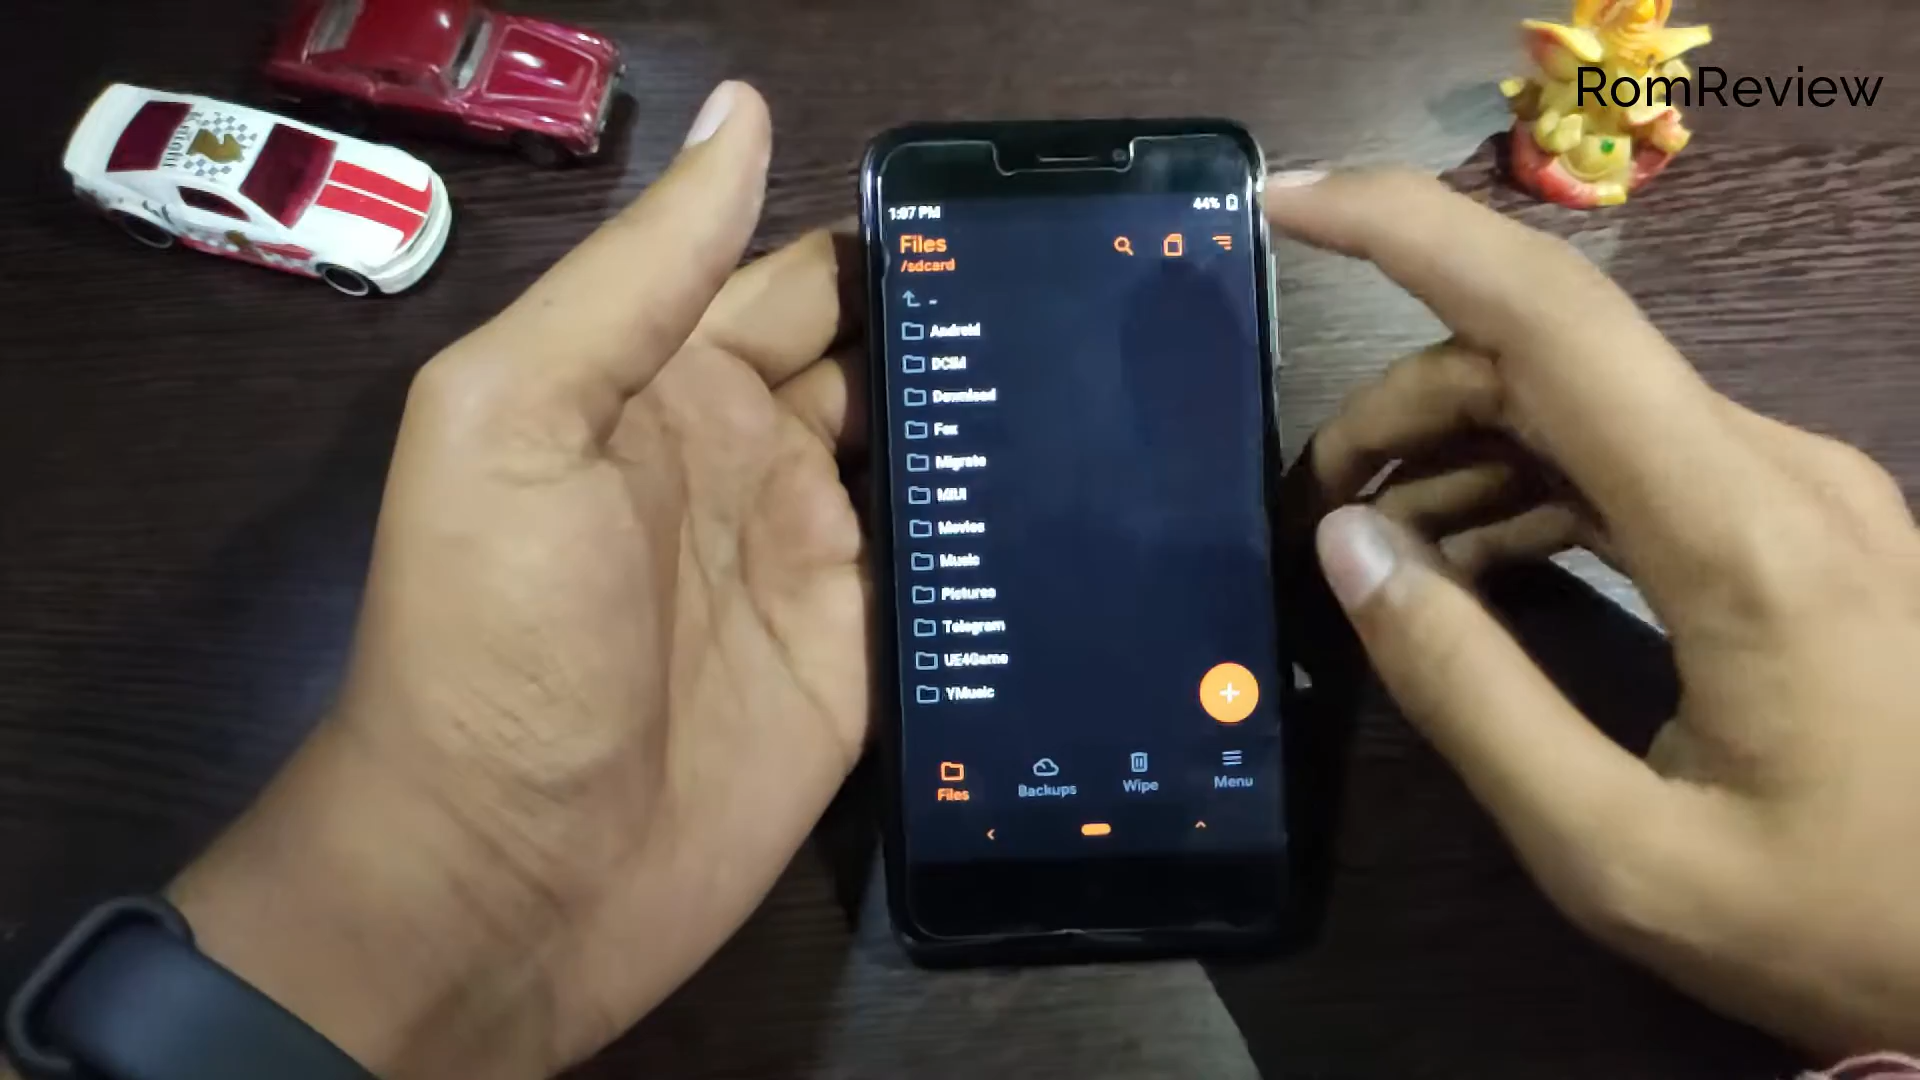 RomReview
1:07 PM
44%
Files
/sdcard
Android
DCIM
Download
Fox
Migrate
MIUI
Movies
Music
Pictures
Telegram
UE4Game
YMusic
Files
Backups
Wipe
Menu